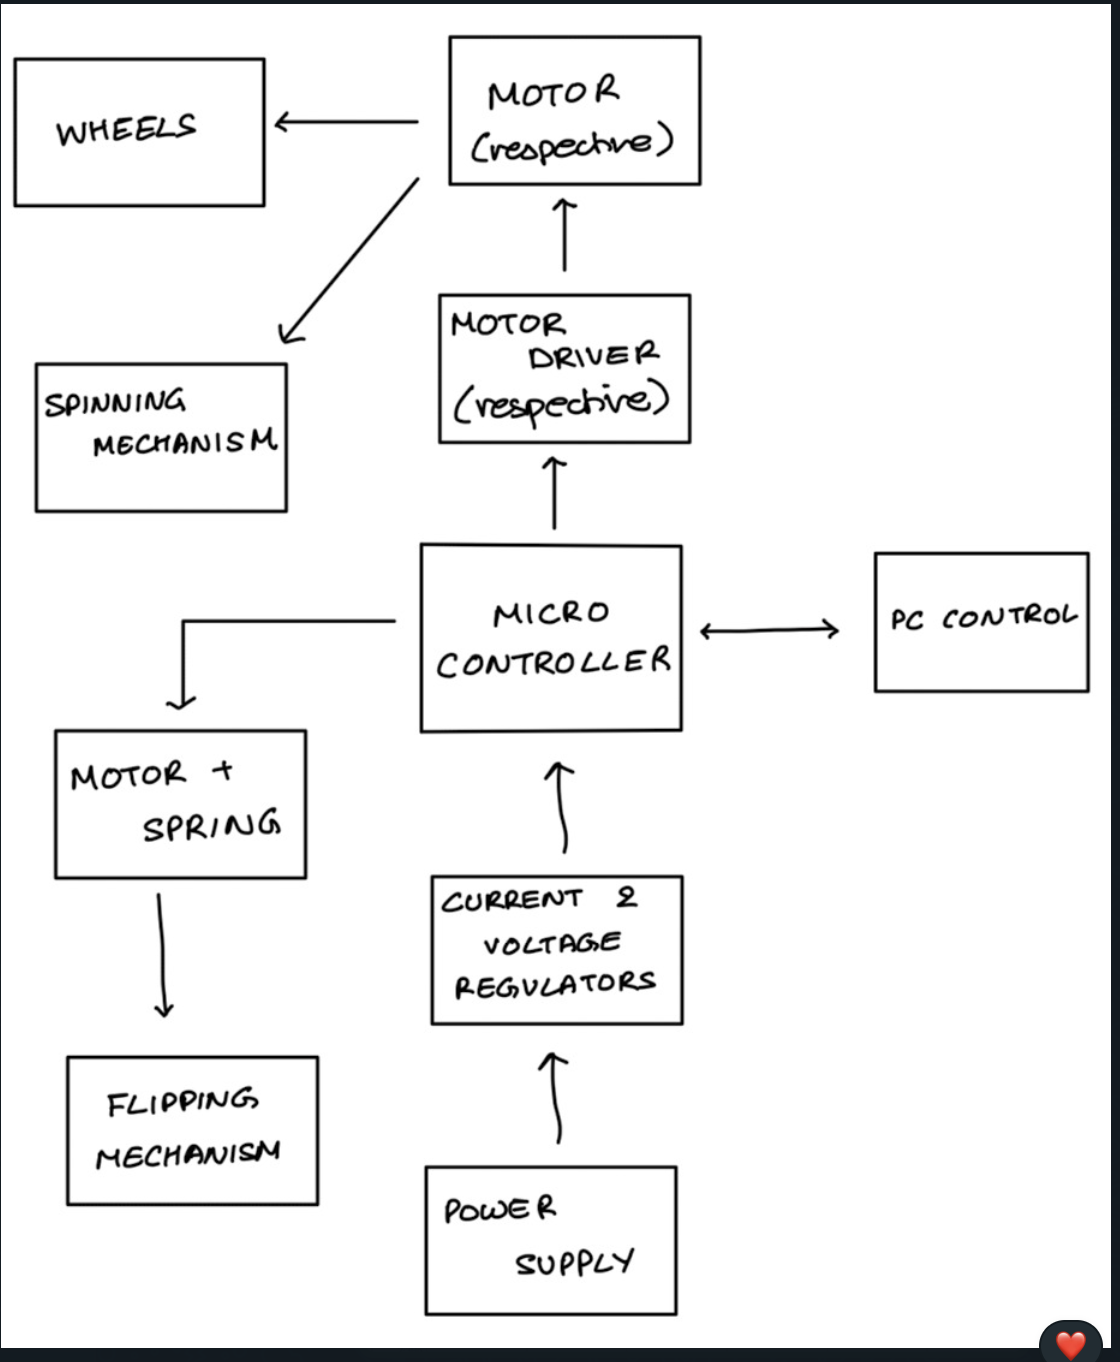 WHEELS
MOTOR
(respective)
MOTOR
DRIVER
(respective)
SPINNING
MECHANISM
MICRO
CONTROLLER
PC CONTROL
MOTOR +
SPRING
CURRENT &
VOLTAGE
REGULATORS
FLIPPING
MECHANISM
POWER
SUPPLY